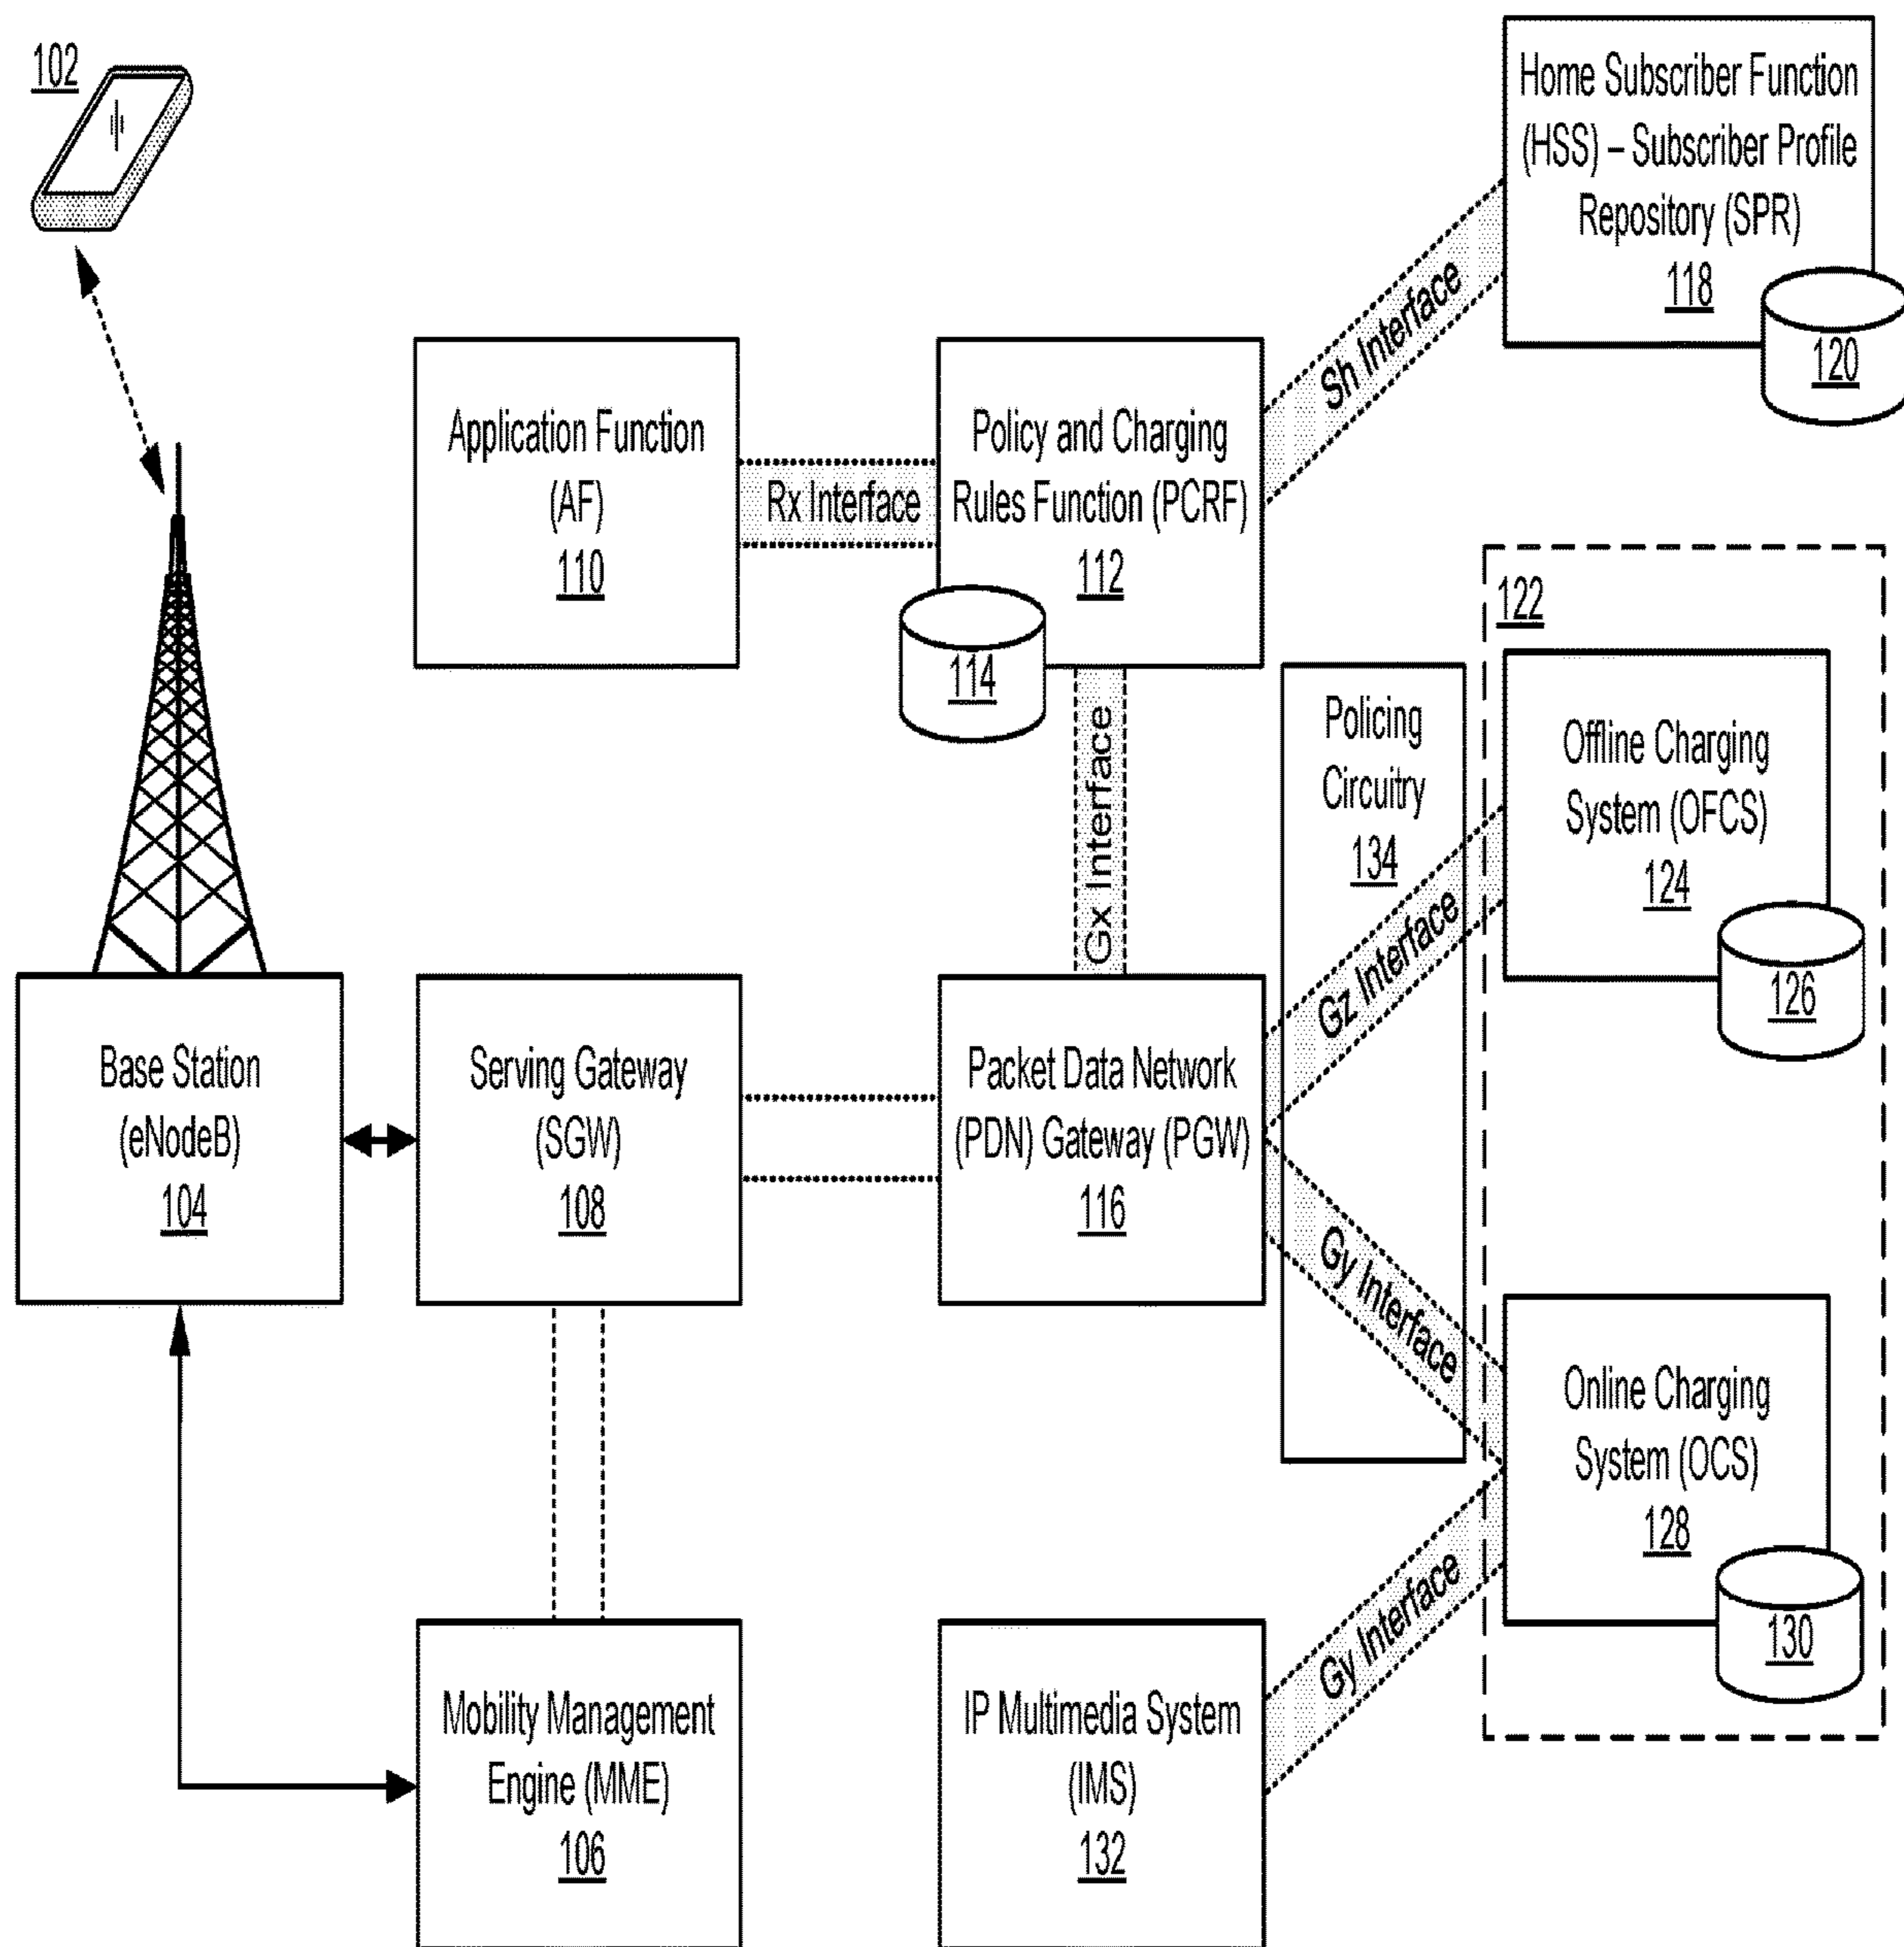 102
Home Subscriber Function
(HSS) – Subscriber Profile
Repository (SPR)
118
120
Sh Interface
Application Function
(AF)
110
Rx Interface
Policy and Charging
Rules Function (PCRF)
112
114
122
Policing
Circuitry
134
Offline Charging
System (OFCS)
124
126
Gx Interface
Gz Interface
Base Station
(eNodeB)
104
Serving Gateway
(SGW)
108
Packet Data Network
(PDN) Gateway (PGW)
116
Gy Interface
Online Charging
System (OCS)
128
130
Gy Interface
Mobility Management
Engine (MME)
106
IP Multimedia System
(IMS)
132